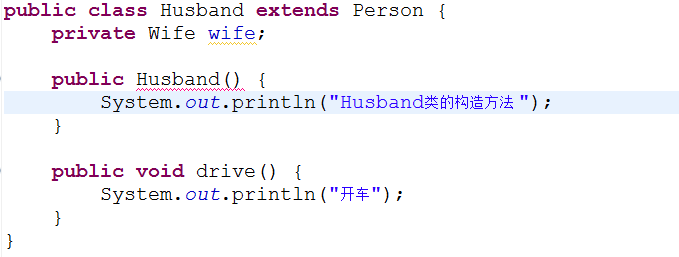 public class Husband extends Person {
private Wife wife;
public Husband() {
System.out.println("Husband类的构造方法 ");
}
public void drive() {
System.out.println("开车");
}
}